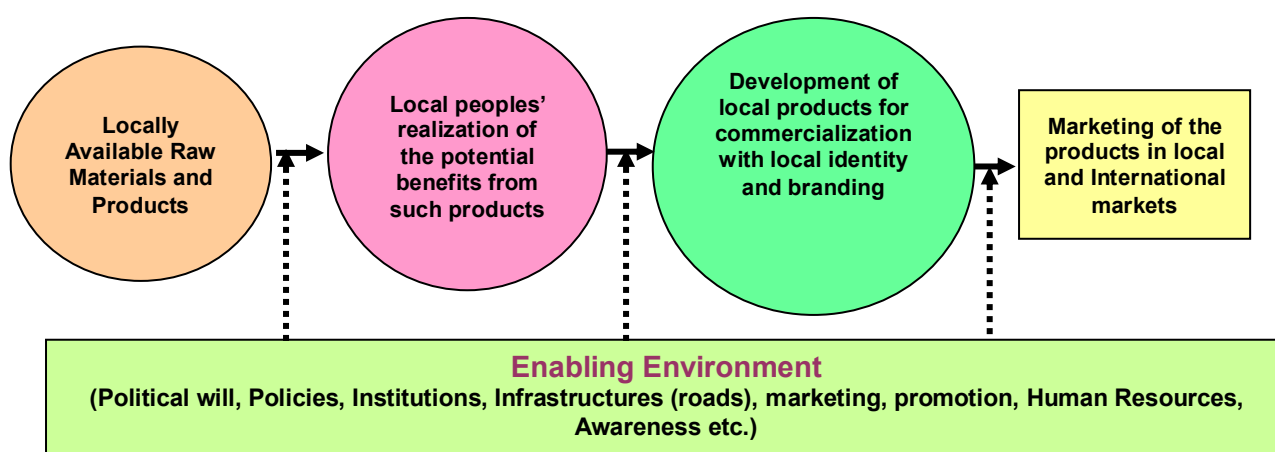 Locally
Available Raw
Materials and
Products
Local peoples’
realization of
the potential
benefits from
such products
Development of
local products for
commercialization
with local identity
and branding
Marketing of the
products in local
and International
markets
Enabling Environment
(Political will, Policies, Institutions, Infrastructures (roads), marketing, promotion, Human Resources,
Awareness etc.)